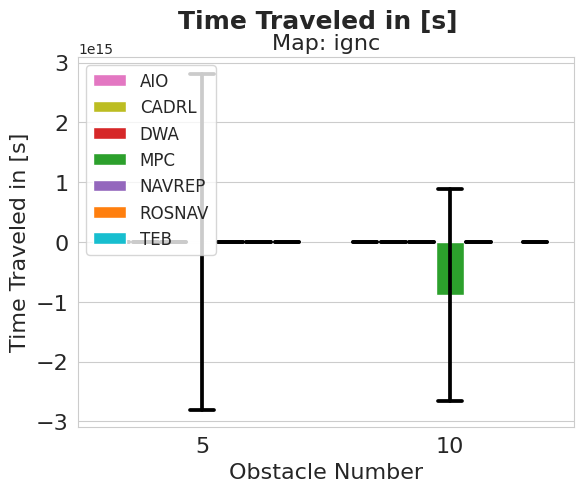 Time Traveled in [s]
Map: ignc
1e15
Time Traveled in [s]
3
2
1
0
−1
−2
−3
AIO
CADRL
DWA
MPC
NAVREP
ROSNAV
TEB
5
10
Obstacle Number